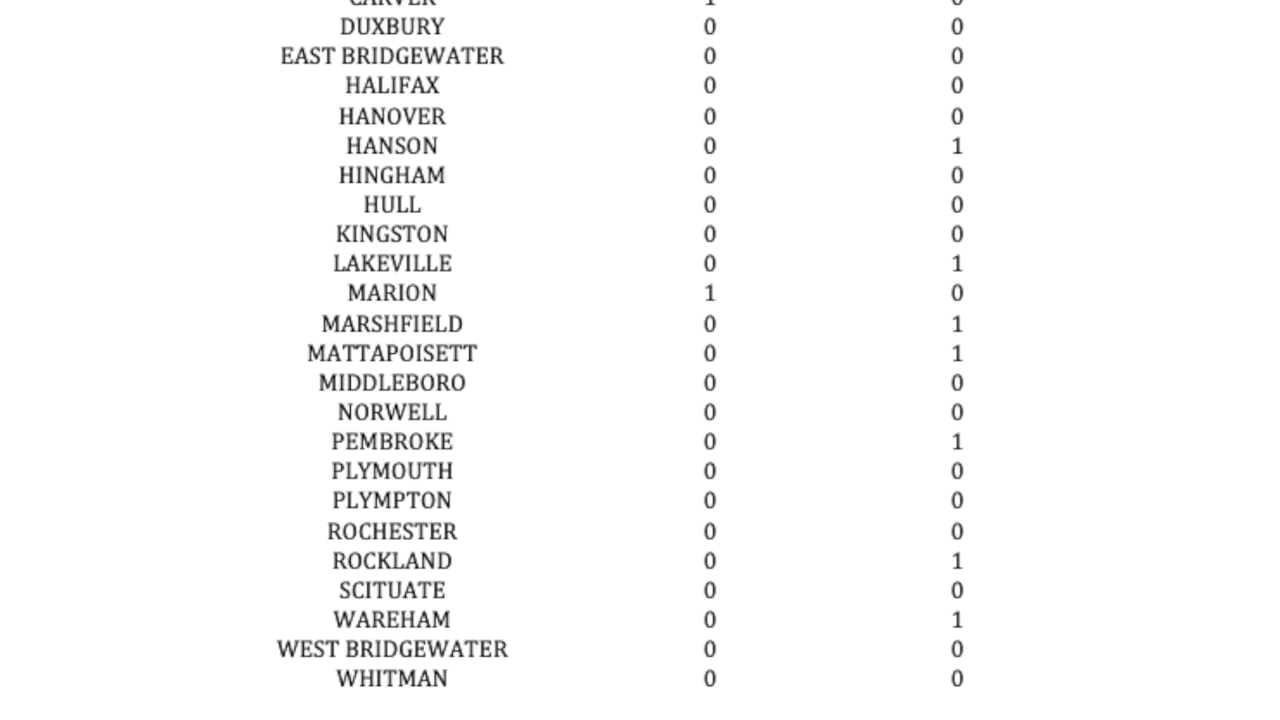 CARVER 1 0
DUXBURY 0 0
EAST BRIDGEWATER 0 0
HALIFAX 0 0
HANOVER 0 0
HANSON 0 1
HINGHAM 0 0
HULL 0 0
KINGSTON 0 0
LAKEVILLE 0 1
MARION 1 0
MARSHFIELD 0 1
MATTAPOISETT 0 1
MIDDLEBORO 0 0
NORWELL 0 0
PEMBROKE 0 1
PLYMOUTH 0 0
PLYMPTON 0 0
ROCHESTER 0 0
ROCKLAND 0 1
SCITUATE 0 0
WAREHAM 0 1
WEST BRIDGEWATER 0 0
WHITMAN 0 0